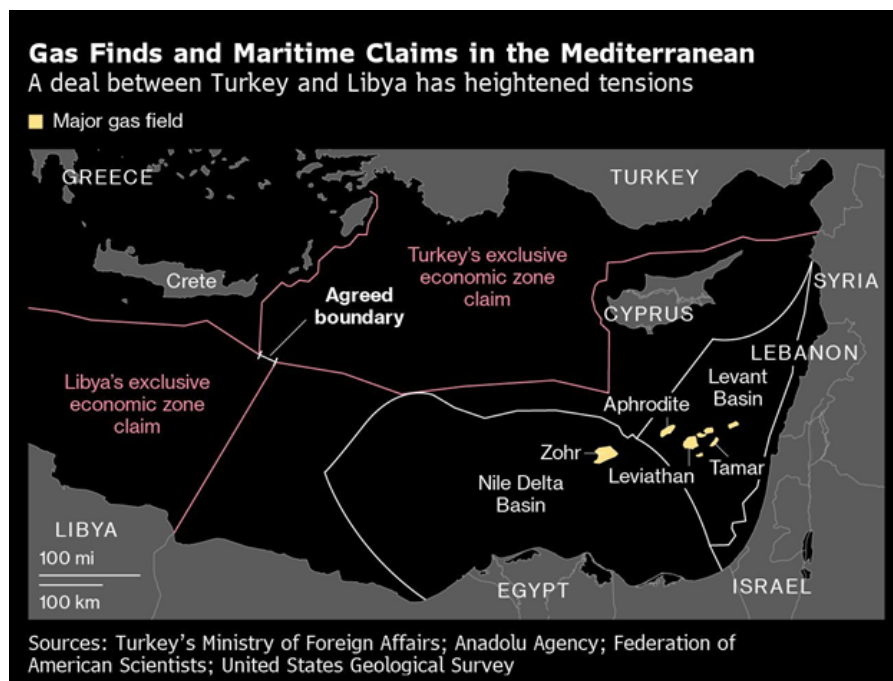 Gas Finds and Maritime Claims in the Mediterranean
A deal between Turkey and Libya has heightened tensions
Major gas field
GREECE
TURKEY
Crete
Turkey's exclusive
economic zone
claim
Agreed
boundary
CYPRUS
SYRIA
LEBANON
Libya's exclusive
economic zone
claim
Levant
Basin
Aphrodite
Zohr
Leviathan
Tamar
Nile Delta
Basin
LIBYA
100 mi
100 km
EGYPT
ISRAEL
Sources: Turkey's Ministry of Foreign Affairs; Anadolu Agency; Federation of
American Scientists; United States Geological Survey